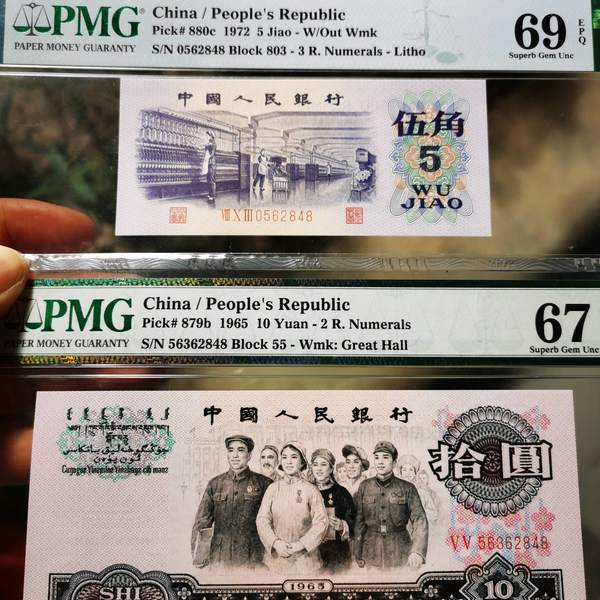 PMG
PAPER MONEY GUARANTY
China / People's Republic
Pick# 880c 1972 5 Jiao - W/Out Wmk
S/N 0562848 Block 803 - 3 R. Numerals - Litho
69
EPQ
Superb Gem Unc
中國人民銀行
伍角
5
WU
JIAO
VIII X III 0562848
PMG
PAPER MONEY GUARANTY
China / People's Republic
Pick# 879b 1965 10 Yuan - 2 R. Numerals
S/N 56362848 Block 55 - Wmk: Great Hall
67
Superb Gem Unc
中國人民銀行
拾圓
V V 56362848
1965
SHI
10